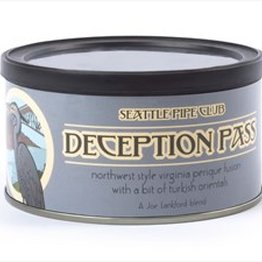 SEATTLE PIPE CLUB
DECEPTION PASS
northwest style virginia perique fusion
with a bit of turkish orientals
A Joe Lankford blend